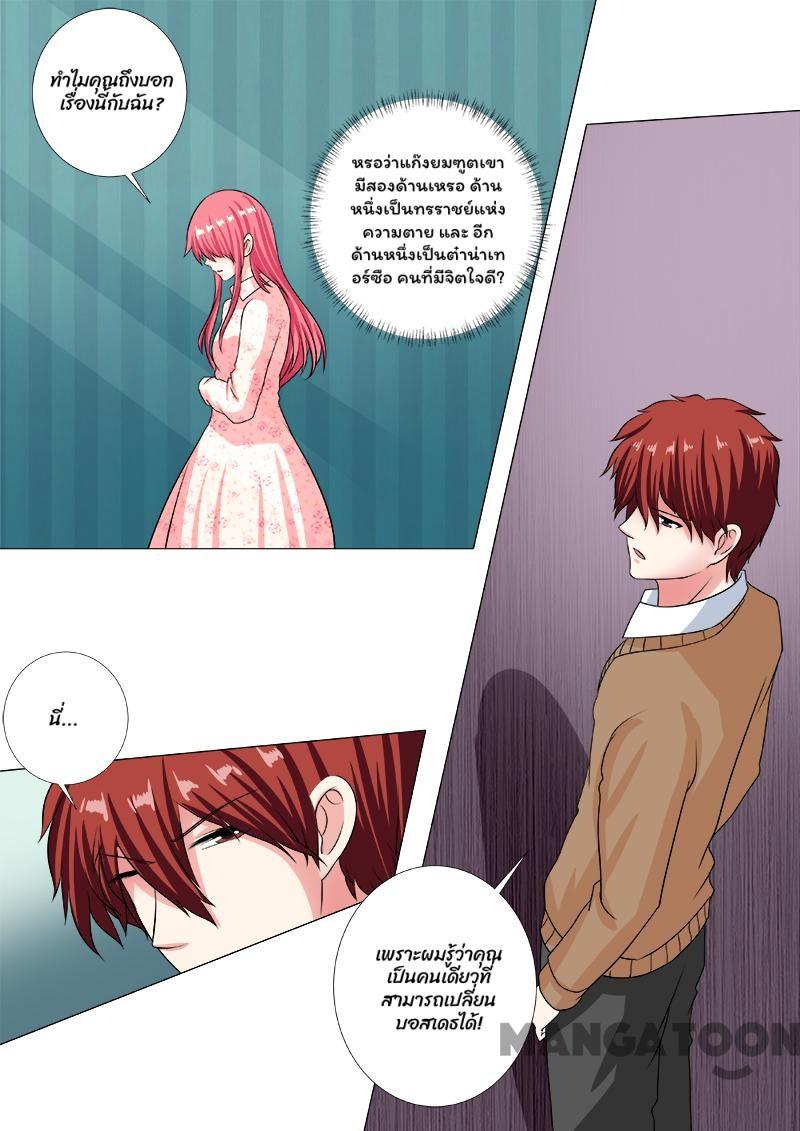 ทำไมคุณถึงบอก
เรื่องนี้กับฉัน?
หรอว่าแก๊งยมฑูตเขา
มีสองด้านเหรอ ด้าน
หนึ่งเป็นทรราชย์แห่ง
ความตาย และ อีก
ด้านหนึ่งเป็นต๋าน่าเท
อร์ซือ คนที่มีจิตใจดี?
นี่...
เพราะผมรู้ว่าคุณ
เป็นคนเดียวที่
สามารถเปลี่ยน
บอสเดธได้!
MANGATOON